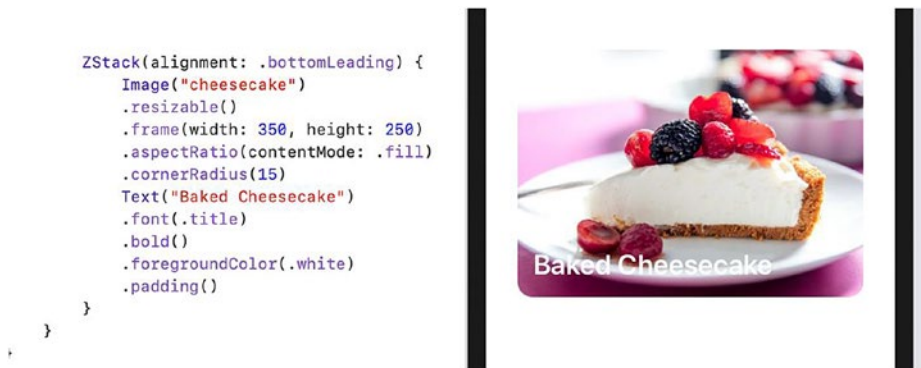 ZStack(alignment: .bottomLeading) {
Image("cheesecake")
.resizable()
.frame(width: 350, height: 250)
.aspectRatio(contentMode: .fill)
.cornerRadius(15)
Text("Baked Cheesecake")
.font(.title)
.bold()
.foregroundColor(.white)
.padding()
}
}
}
Baked Cheesecake